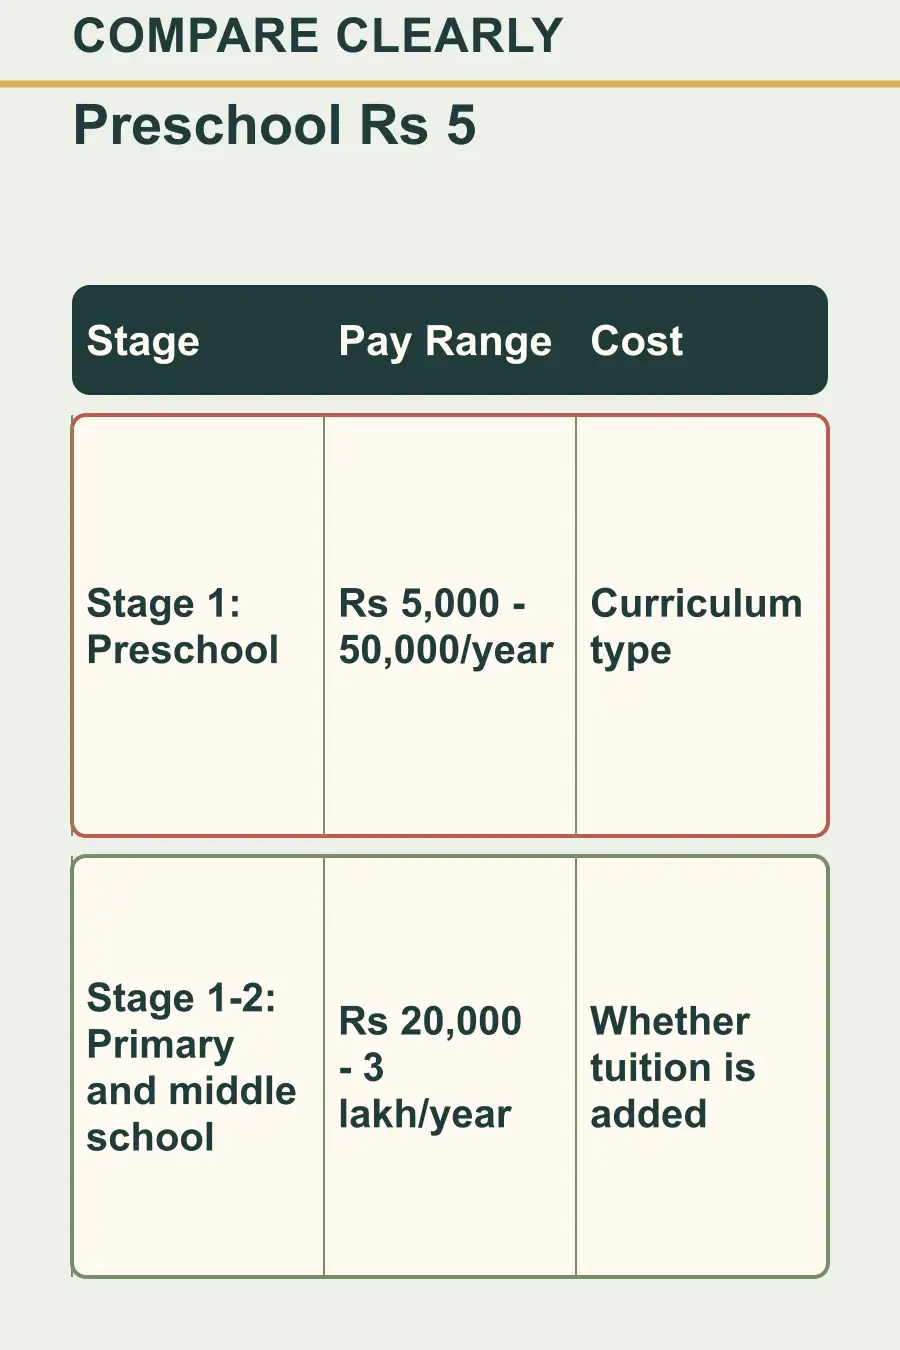 COMPARE CLEARLY
Preschool Rs 5
Stage
Pay Range
Cost
Stage 1:
Preschool
Rs 5,000 -
50,000/year
Curriculum
type
Stage 1-2:
Primary
and middle
school
Rs 20,000
- 3
lakh/year
Whether
tuition is
added